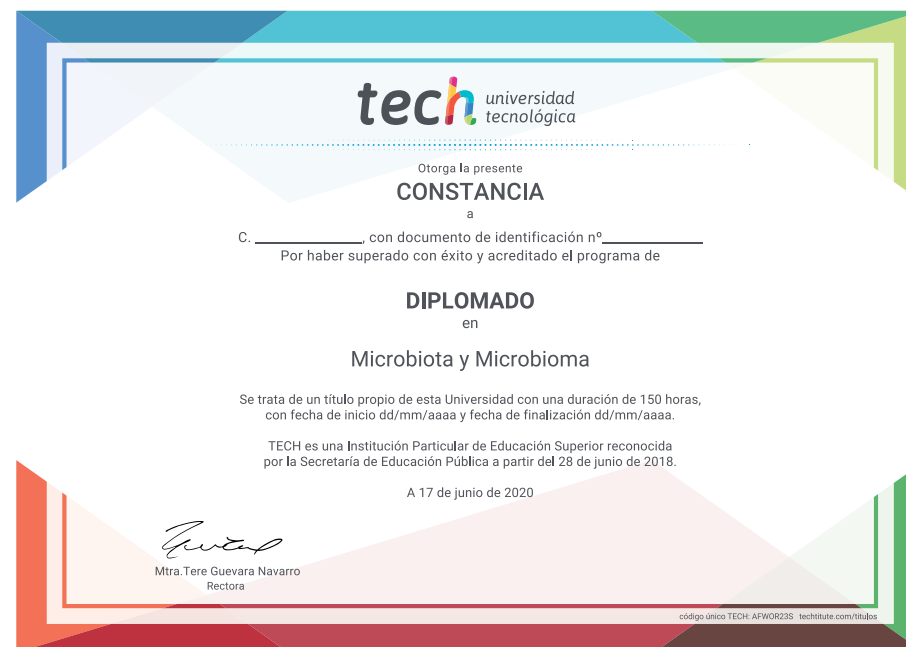 tech universidad
tecnológica
Otorga la presente
CONSTANCIA
a
C. ____________, con documento de identificación nº____________
Por haber superado con éxito y acreditado el programa de
DIPLOMADO
en
Microbiota y Microbioma
Se trata de un título propio de esta Universidad con una duración de 150 horas,
con fecha de inicio dd/mm/aaaa y fecha de finalización dd/mm/aaaa.
TECH es una Institución Particular de Educación Superior reconocida
por la Secretaría de Educación Pública a partir del 28 de junio de 2018.
A 17 de junio de 2020
Mtra.Tere Guevara Navarro
Rectora
código único TECH: AFWOR23S techtitute.com/titulos